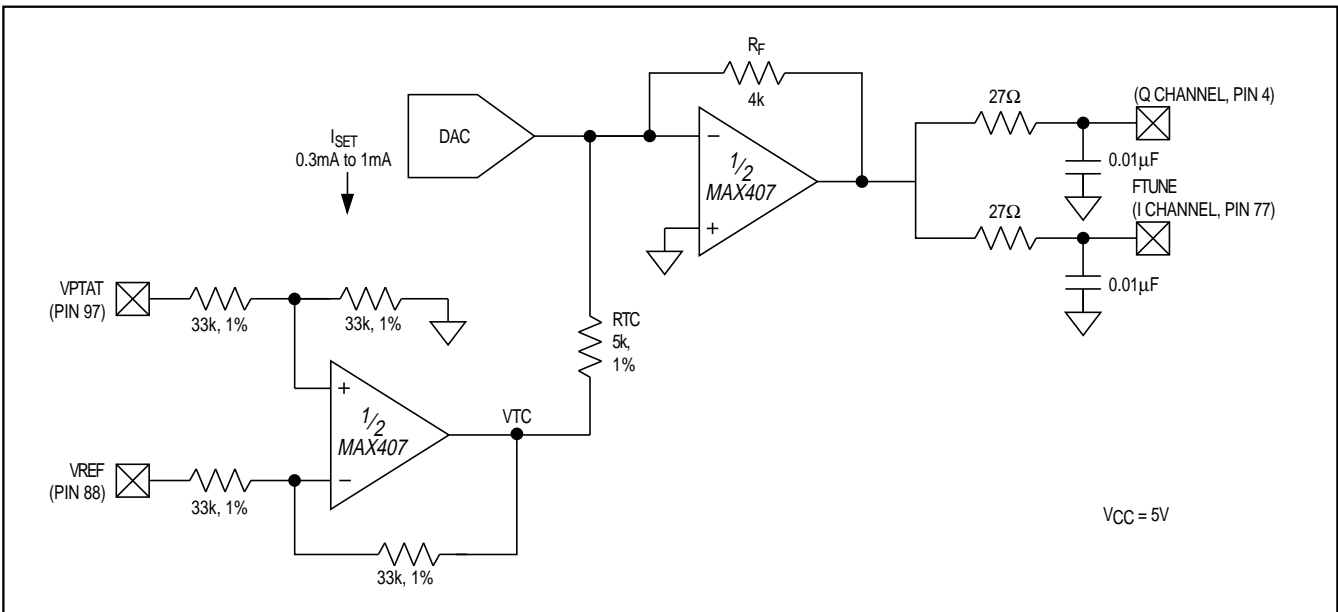 R_F
4k
DAC
I_SET
0.3mA to 1mA
−
1/2
MAX407
+
27Ω
(Q CHANNEL, PIN 4)
0.01μF
27Ω
FTUNE
(I CHANNEL, PIN 77)
0.01μF
VPTAT
(PIN 97)
33k, 1%
33k, 1%
RTC
5k,
1%
+
1/2
MAX407
−
VTC
VREF
(PIN 88)
33k, 1%
33k, 1%
VCC = 5V